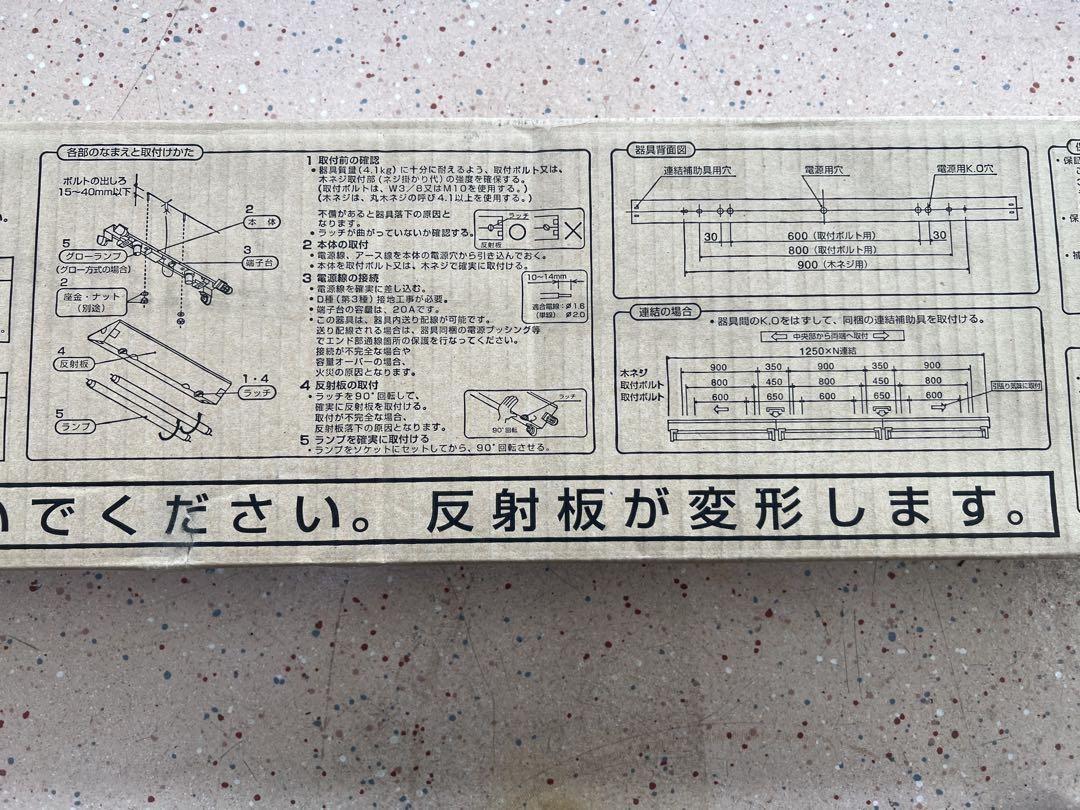 各部のなまえと取付けかた
ボルトの出しろ
15〜40mm以下
2
本体
3
端子台
5
グローランプ
(グロー方式の場合)
2
座金・ナット
(別途)
4
反射板
1・4
ラッチ
5
ランプ
1 取付前の確認
・器具質量(4.1kg)に十分に耐えるよう、取付ボルト又は、
木ネジ取付部(ネジ掛かり代)の強度を確保する。
(取付ボルトは、W3/8又はM10を使用する。)
(木ネジは、丸木ネジの呼び4.1以上を使用する。)
不備があると器具落下の原因と
なります。
・ラッチが曲がっていないか確認する。
ラッチ
反射板
2 本体の取付
・電源線、アース線を本体の電源穴から引き込んでおく。
・本体を取付ボルト又は、木ネジで確実に取付ける。
3 電源線の接続
・電源線を確実に差し込む。
・D種(第3種)接地工事が必要。
・端子台の容量は、20Aです。
・この器具は、器具内送り配線が可能です。
送り配線される場合は、器具同梱の電源ブッシング等
でエンド部通線箇所の保護を行なってください。
接続が不完全な場合や
容量オーバーの場合、
火災の原因となります。
10〜14mm
適合電線:φ1.6
(単線) φ2.0
4 反射板の取付
・ラッチを90°回転して、
確実に反射板を取付ける。
取付が不完全な場合、
反射板落下の原因となります。
ラッチ
90°回転
5 ランプを確実に取付ける
・ランプをソケットにセットしてから、90°回転させる。
器具背面図
連結補助具用穴
電源用穴
電源用K.O穴
30
600(取付ボルト用)
30
800(取付ボルト用)
900(木ネジ用)
連結の場合
・器具間のK.Oをはずして、同梱の連結補助具を取付ける。
中央部から両端へ取付
1250×N連結
木ネジ
900 350 900 350 900
取付ボルト
800 450 800 450 800
取付ボルト
600 650 600 650 600
引張り気味に取付
いでください。 反射板が変形します。